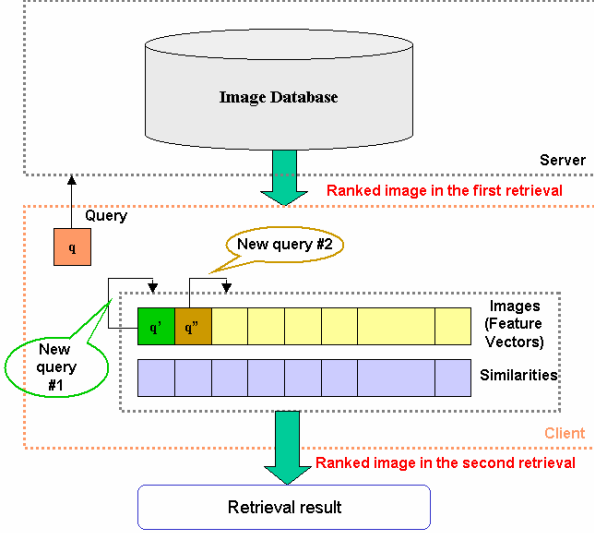 Image Database
Server
Ranked image in the first retrieval
Query
q
New query #2
Images
(Feature
Vectors)
q'
q"
New
query
#1
Similarities
Client
Ranked image in the second retrieval
Retrieval result